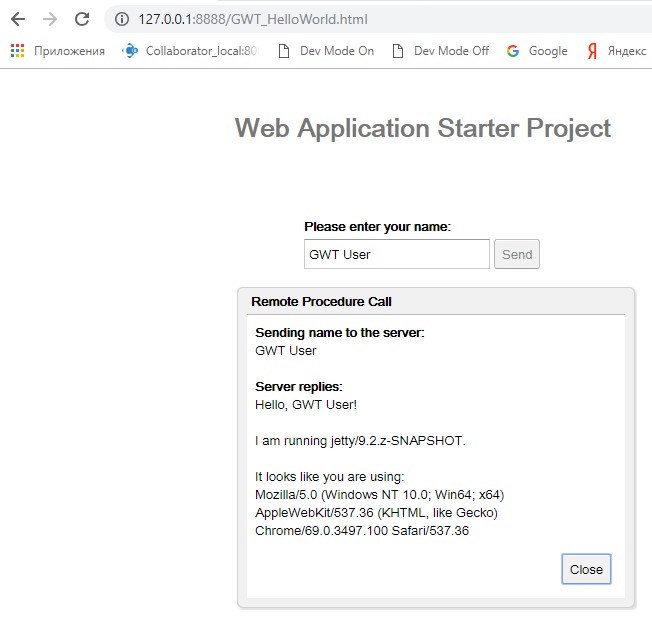 127.0.0.1:8888/GWT_HelloWorld.html
Приложения Collaborator_local:80 Dev Mode On Dev Mode Off Google Яндекс
Web Application Starter Project
Please enter your name:
GWT User Send
Remote Procedure Call
Sending name to the server:
GWT User
Server replies:
Hello, GWT User!
I am running jetty/9.2.z-SNAPSHOT.
It looks like you are using:
Mozilla/5.0 (Windows NT 10.0; Win64; x64)
AppleWebKit/537.36 (KHTML, like Gecko)
Chrome/69.0.3497.100 Safari/537.36
Close